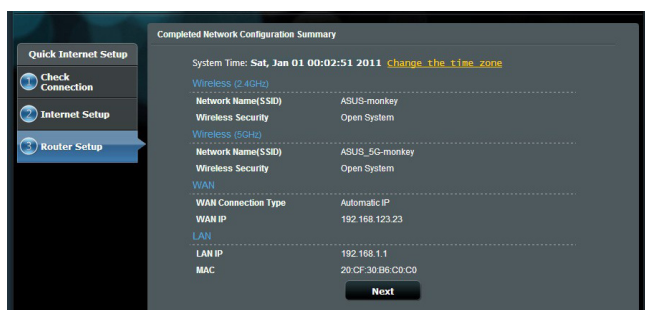 Completed Network Configuration Summary
Quick Internet Setup
1 Check Connection
2 Internet Setup
3 Router Setup
System Time: Sat, Jan 01 00:02:51 2011 Change the time zone
Wireless (2.4GHz)
Network Name(SSID) ASUS-monkey
Wireless Security Open System
Wireless (5GHz)
Network Name(SSID) ASUS_5G-monkey
Wireless Security Open System
WAN
WAN Connection Type Automatic IP
WAN IP 192.168.123.23
LAN
LAN IP 192.168.1.1
MAC 20:CF:30:B6:C0:C0
Next